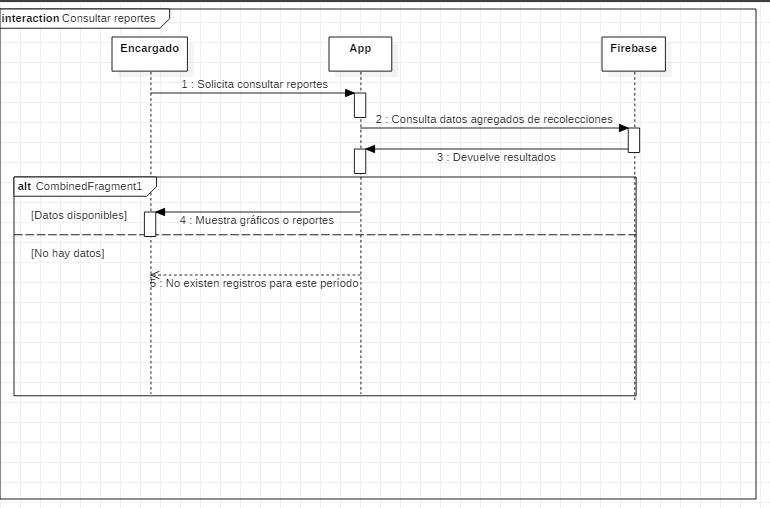 interaction Consultar reportes
Encargado
App
Firebase
1 : Solicita consultar reportes
2 : Consulta datos agregados de recolecciones
3 : Devuelve resultados
alt CombinedFragment1
[Datos disponibles]
4 : Muestra gráficos o reportes
[No hay datos]
5 : No existen registros para este período